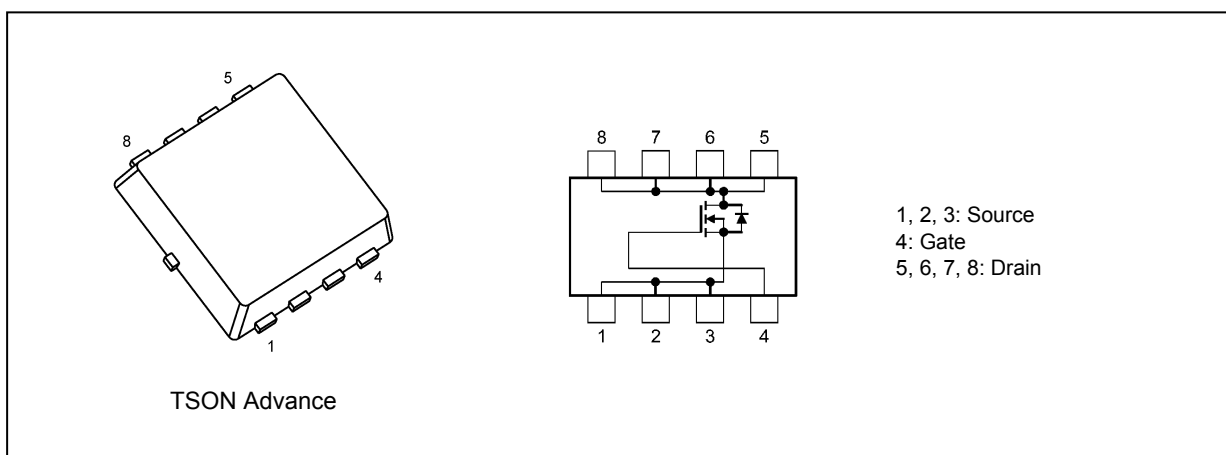 5
8
4
1
TSON Advance
8 7 6 5
1 2 3 4
1, 2, 3: Source
4: Gate
5, 6, 7, 8: Drain